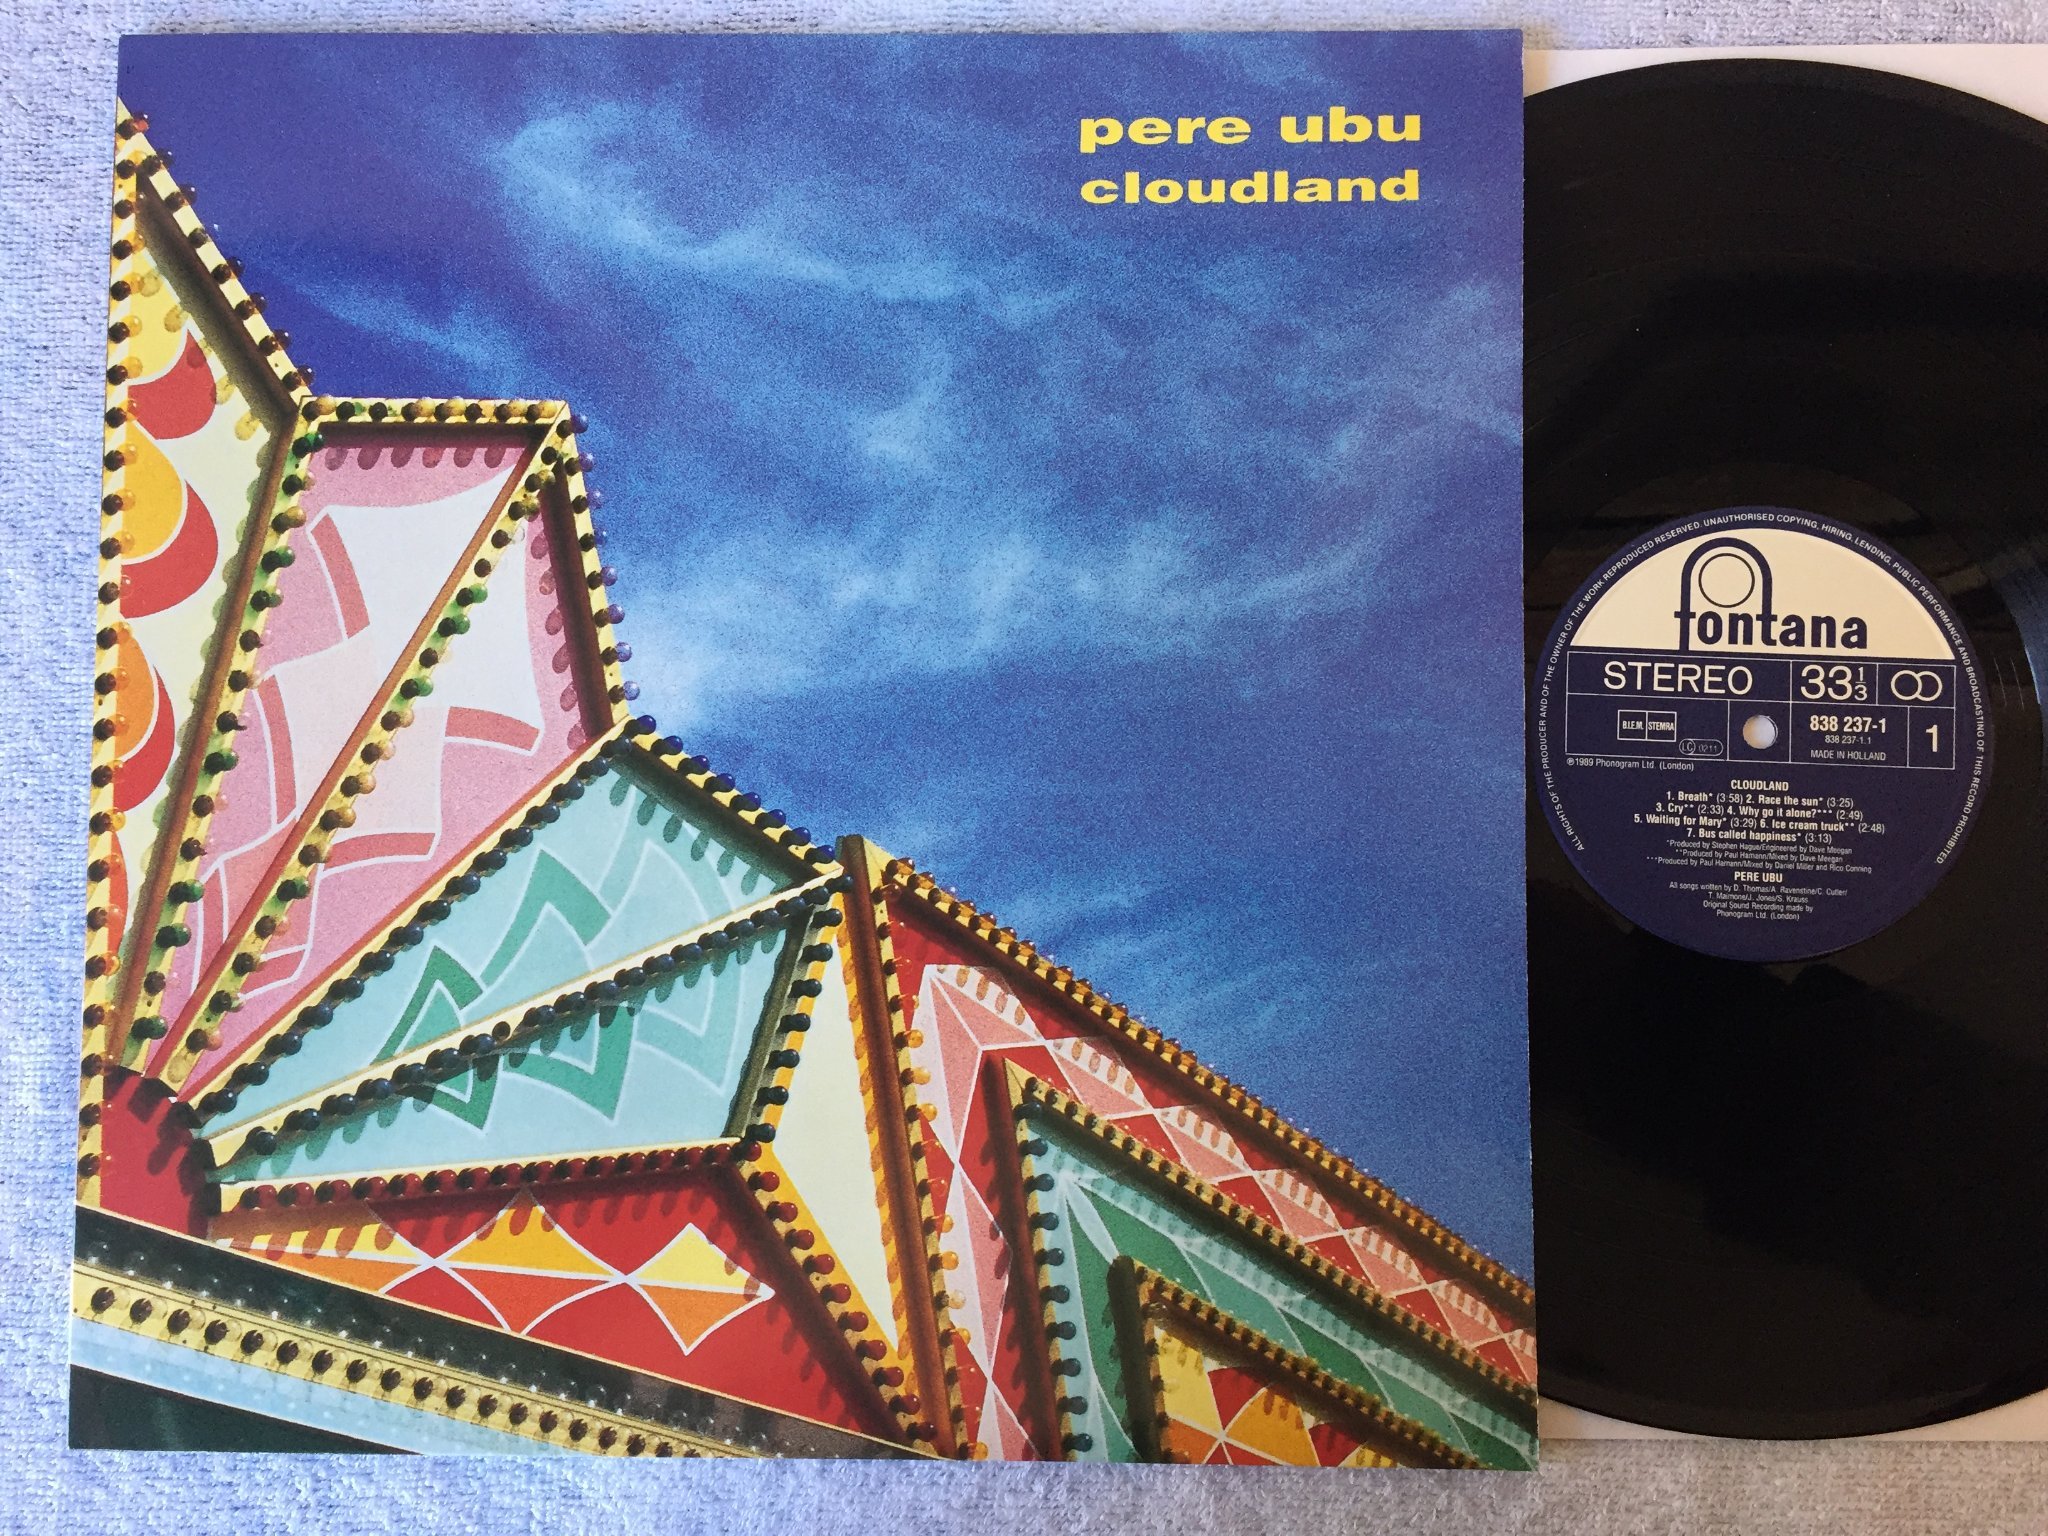 pere ubu
cloudland
ALL RIGHTS OF THE PRODUCER AND OF THE OWNER OF THE WORK REPRODUCED RESERVED. UNAUTHORISED COPYING, HIRING, LENDING, PUBLIC PERFORMANCE AND BROADCASTING OF THIS RECORD PROHIBITED.
fontana
STEREO 33 1/3
B.I.E.M. STEMRA 838 237-1 1
LC 0211 838 237-1.1
MADE IN HOLLAND
℗1989 Phonogram Ltd. (London)
CLOUDLAND
1. Breath* (3:58) 2. Race the sun* (3:25)
3. Cry** (2:33) 4. Why go it alone?*** (2:49)
5. Waiting for Mary* (3:29) 6. Ice cream truck** (2:48)
7. Bus called happiness* (3:13)
*Produced by Stephen Hague/Engineered by Dave Meegan
**Produced by Paul Hamann/Mixed by Dave Meegan
***Produced by Paul Hamann/Mixed by Daniel Miller and Rico Conning
PERE UBU
All songs written by D. Thomas/A. Ravenstine/C. Cutler/
T. Maimone/J. Jones/S. Krauss
Original Sound Recording made by
Phonogram Ltd. (London)